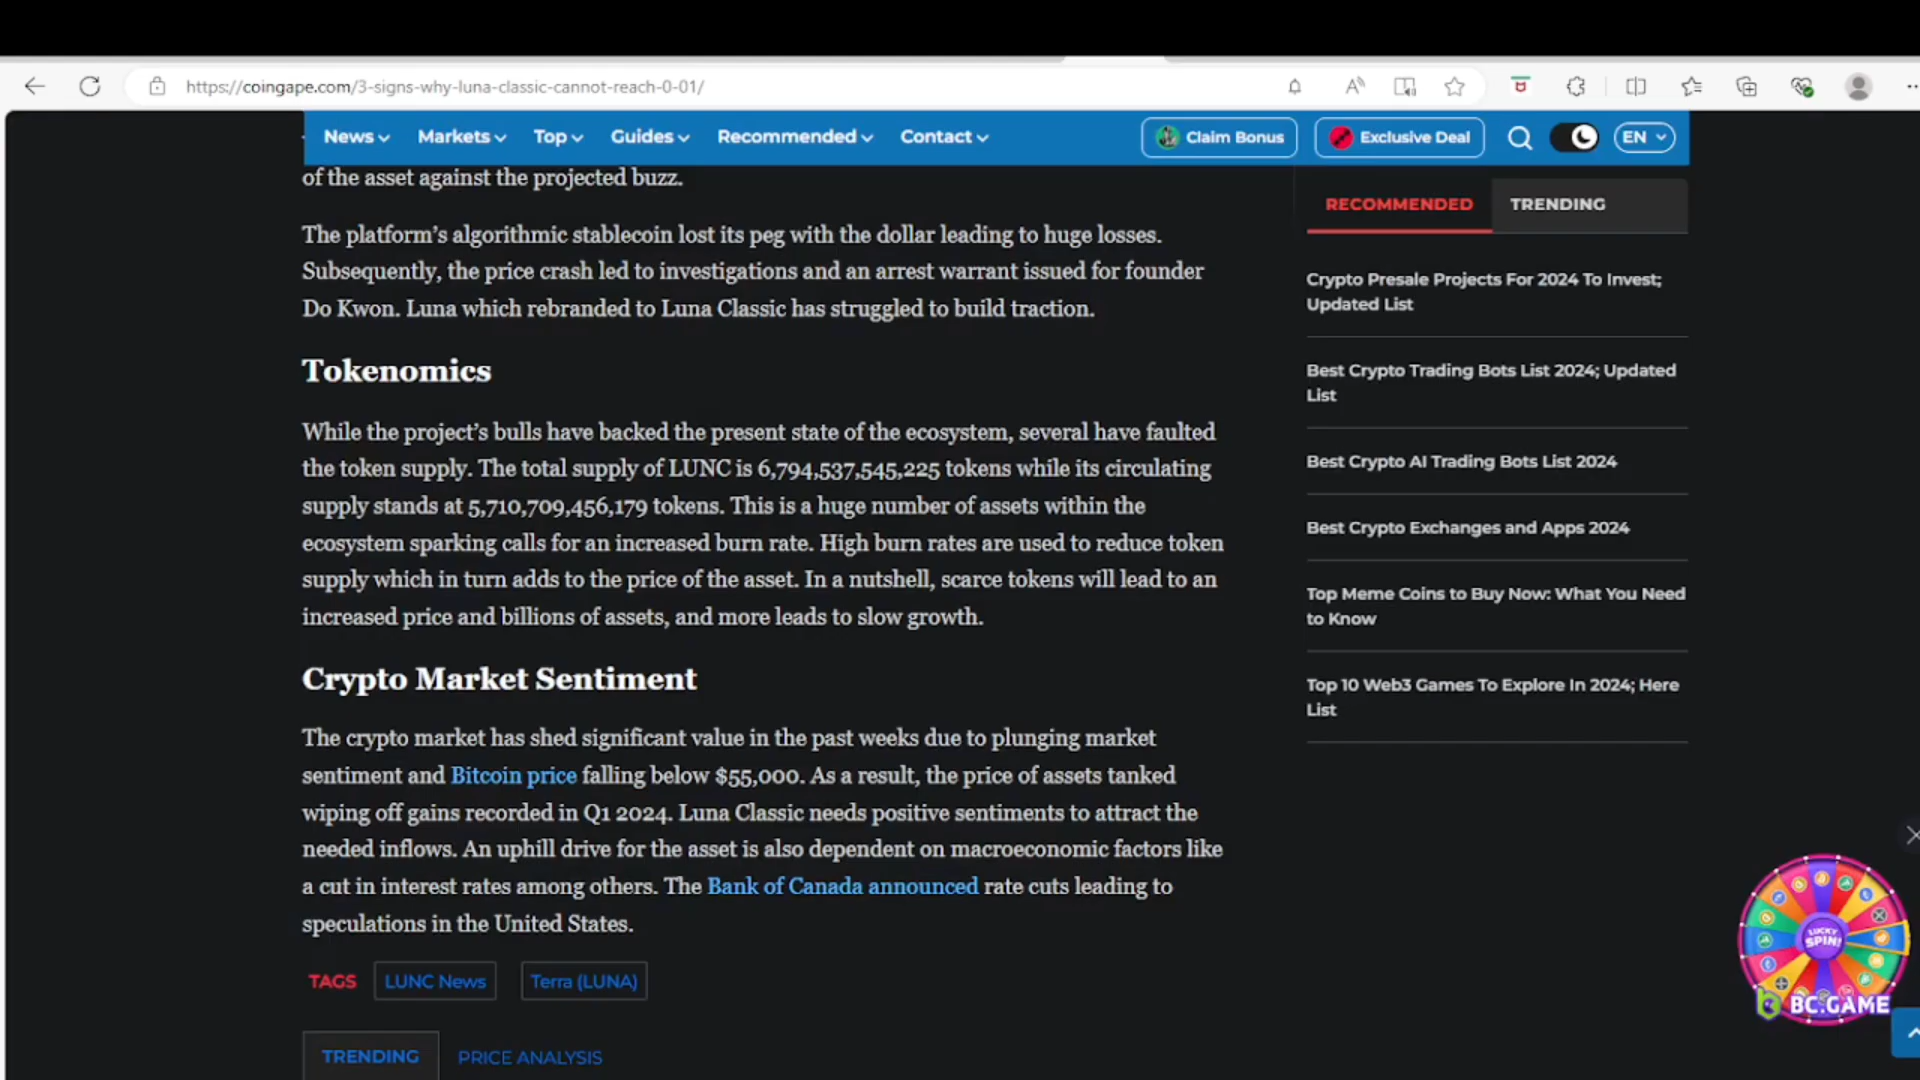 https://coingape.com/3-signs-why-luna-classic-cannot-reach-0-01/
News Markets Top Guides Recommended Contact Claim Bonus Exclusive Deal EN
of the asset against the projected buzz.
The platform's algorithmic stablecoin lost its peg with the dollar leading to huge losses.
Subsequently, the price crash led to investigations and an arrest warrant issued for founder
Do Kwon. Luna which rebranded to Luna Classic has struggled to build traction.
Tokenomics
While the project's bulls have backed the present state of the ecosystem, several have faulted
the token supply. The total supply of LUNC is 6,794,537,545,225 tokens while its circulating
supply stands at 5,710,709,456,179 tokens. This is a huge number of assets within the
ecosystem sparking calls for an increased burn rate. High burn rates are used to reduce token
supply which in turn adds to the price of the asset. In a nutshell, scarce tokens will lead to an
increased price and billions of assets, and more leads to slow growth.
Crypto Market Sentiment
The crypto market has shed significant value in the past weeks due to plunging market
sentiment and Bitcoin price falling below $55,000. As a result, the price of assets tanked
wiping off gains recorded in Q1 2024. Luna Classic needs positive sentiments to attract the
needed inflows. An uphill drive for the asset is also dependent on macroeconomic factors like
a cut in interest rates among others. The Bank of Canada announced rate cuts leading to
speculations in the United States.
TAGS LUNC News Terra (LUNA)
TRENDING PRICE ANALYSIS
RECOMMENDED TRENDING
Crypto Presale Projects For 2024 To Invest;
Updated List
Best Crypto Trading Bots List 2024; Updated
List
Best Crypto AI Trading Bots List 2024
Best Crypto Exchanges and Apps 2024
Top Meme Coins to Buy Now: What You Need
to Know
Top 10 Web3 Games To Explore In 2024; Here
List
LUCKY
SPIN!
BC.GAME